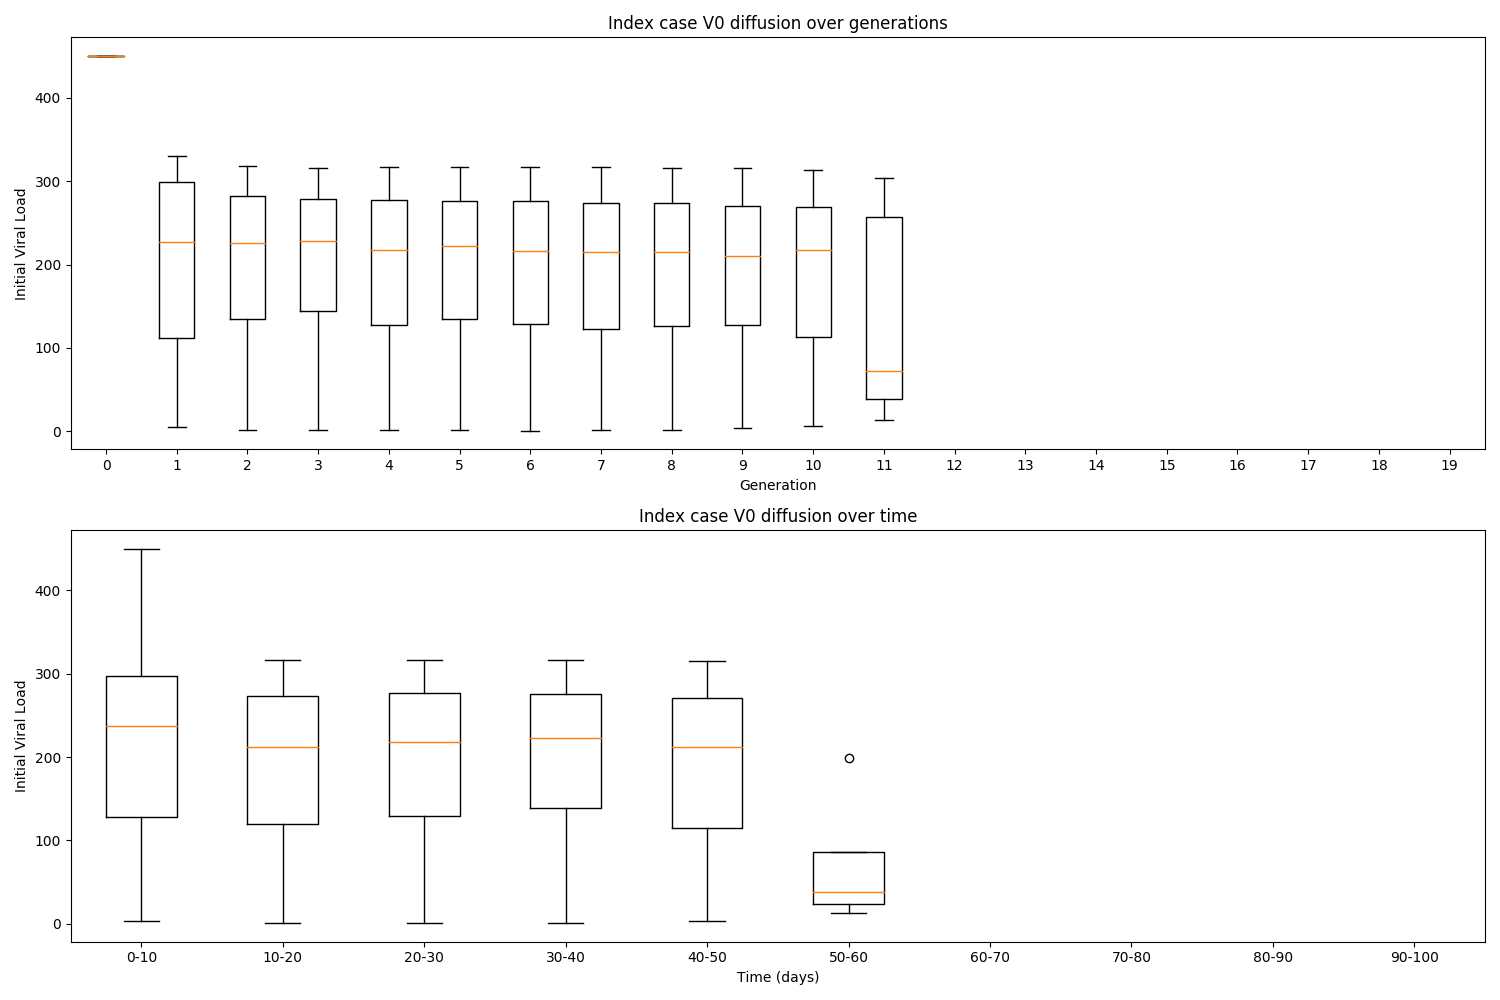 Index case V0 diffusion over generations
400
300
200
100
0
Initial Viral Load
0 1 2 3 4 5 6 7 8 9 10 11 12 13 14 15 16 17 18 19
Generation
Index case V0 diffusion over time
400
300
200
100
0
Initial Viral Load
0-10 10-20 20-30 30-40 40-50 50-60 60-70 70-80 80-90 90-100
Time (days)